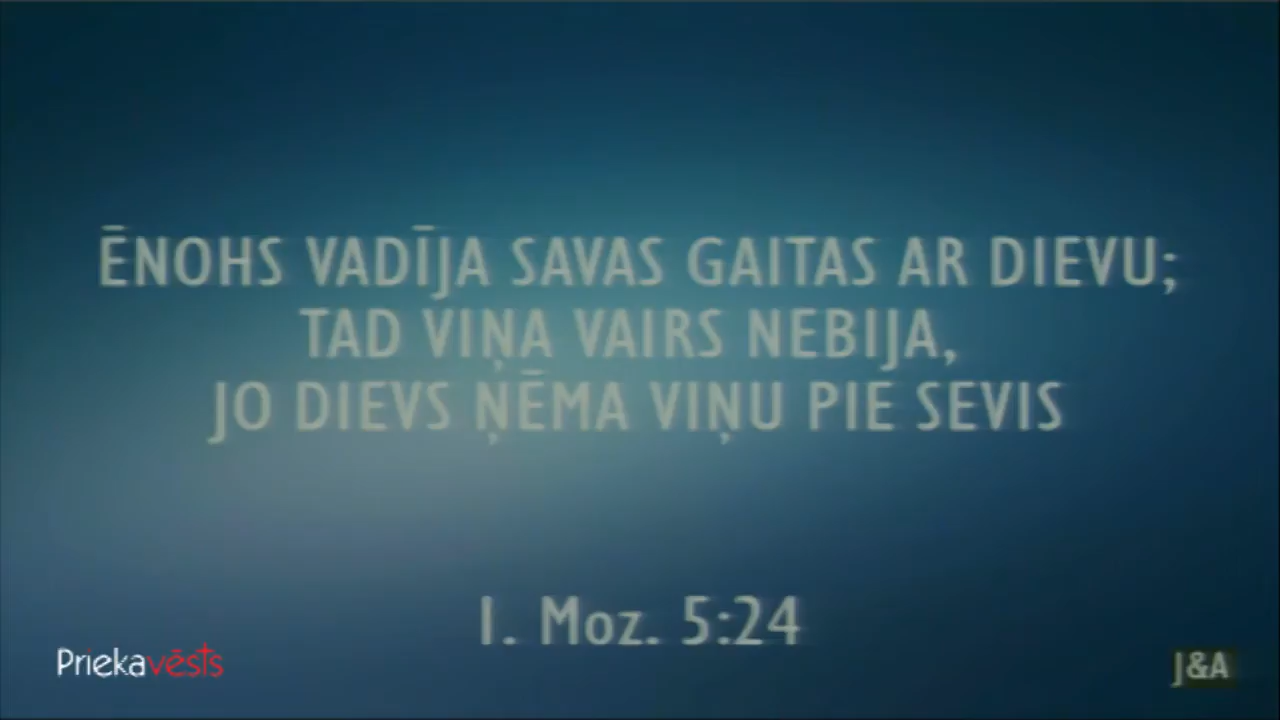 ĒNOHS VADĪJA SAVAS GAITAS AR DIEVU;
TAD VIŅA VAIRS NEBIJA,
JO DIEVS ŅĒMA VIŅU PIE SEVIS
1. Moz. 5:24
Priekavēsts
J&A